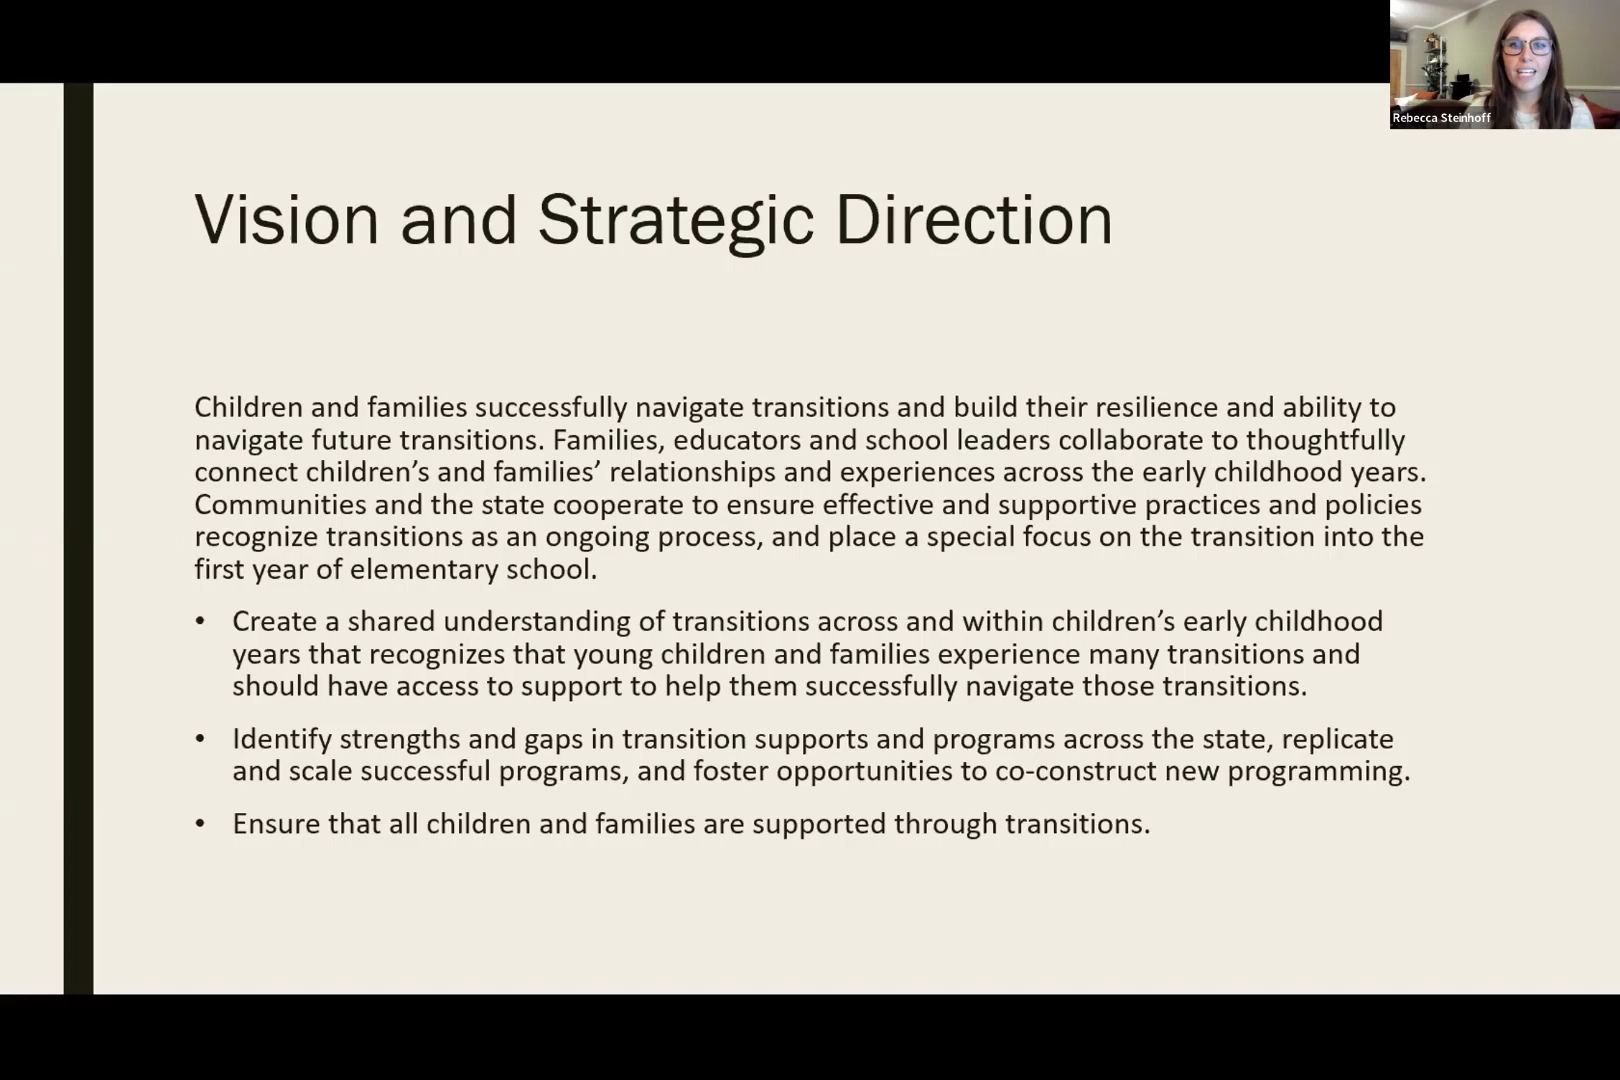 Rebecca Steinhoff
Vision and Strategic Direction
Children and families successfully navigate transitions and build their resilience and ability to
navigate future transitions. Families, educators and school leaders collaborate to thoughtfully
connect children’s and families’ relationships and experiences across the early childhood years.
Communities and the state cooperate to ensure effective and supportive practices and policies
recognize transitions as an ongoing process, and place a special focus on the transition into the
first year of elementary school.
• Create a shared understanding of transitions across and within children’s early childhood
years that recognizes that young children and families experience many transitions and
should have access to support to help them successfully navigate those transitions.
• Identify strengths and gaps in transition supports and programs across the state, replicate
and scale successful programs, and foster opportunities to co-construct new programming.
• Ensure that all children and families are supported through transitions.